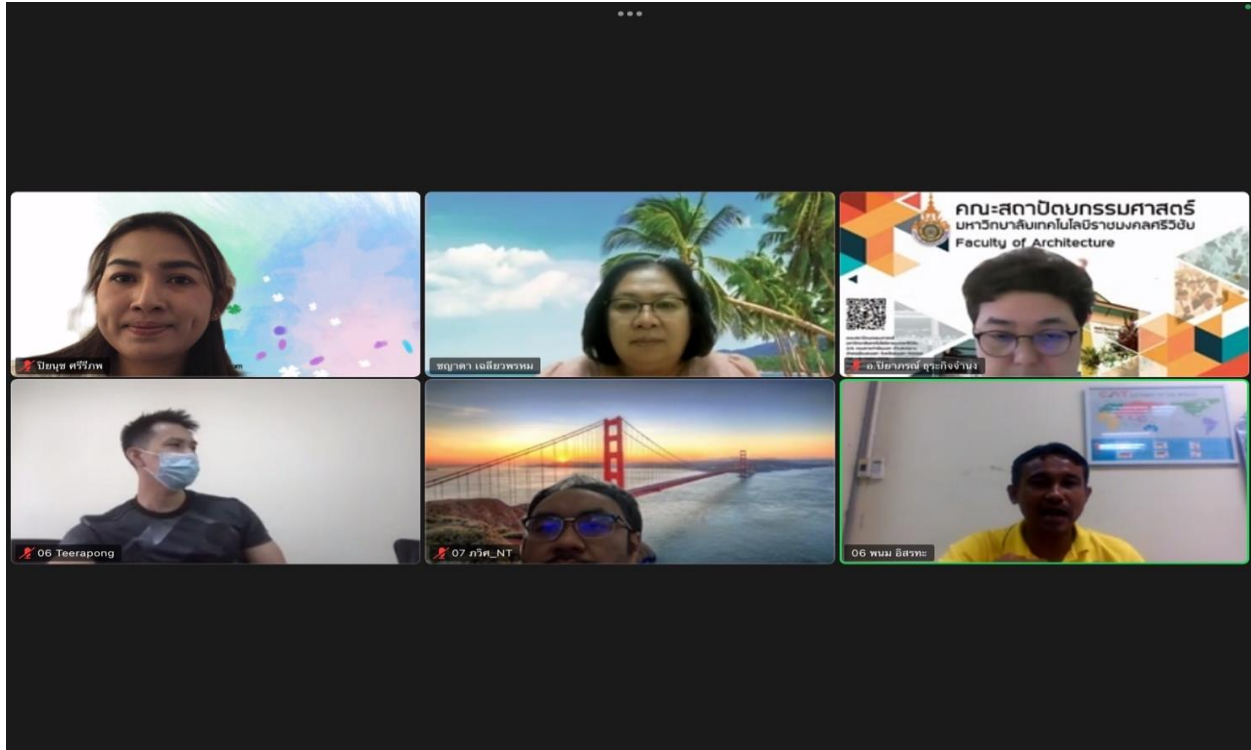 ปิยนุช ศรีรีภพ
ชญาดา เฉลียวพรหม
คณะสถาปัตยกรรมศาสตร์
มหาวิทยาลัยเทคโนโลยีราชมงคลศรีวิชัย
Faculty of Architecture
อ.ปิยาภรณ์ ธุระกิจจำนง
06 Teerapong
07 ภวิศ_NT
06 พนม อิสรทะ